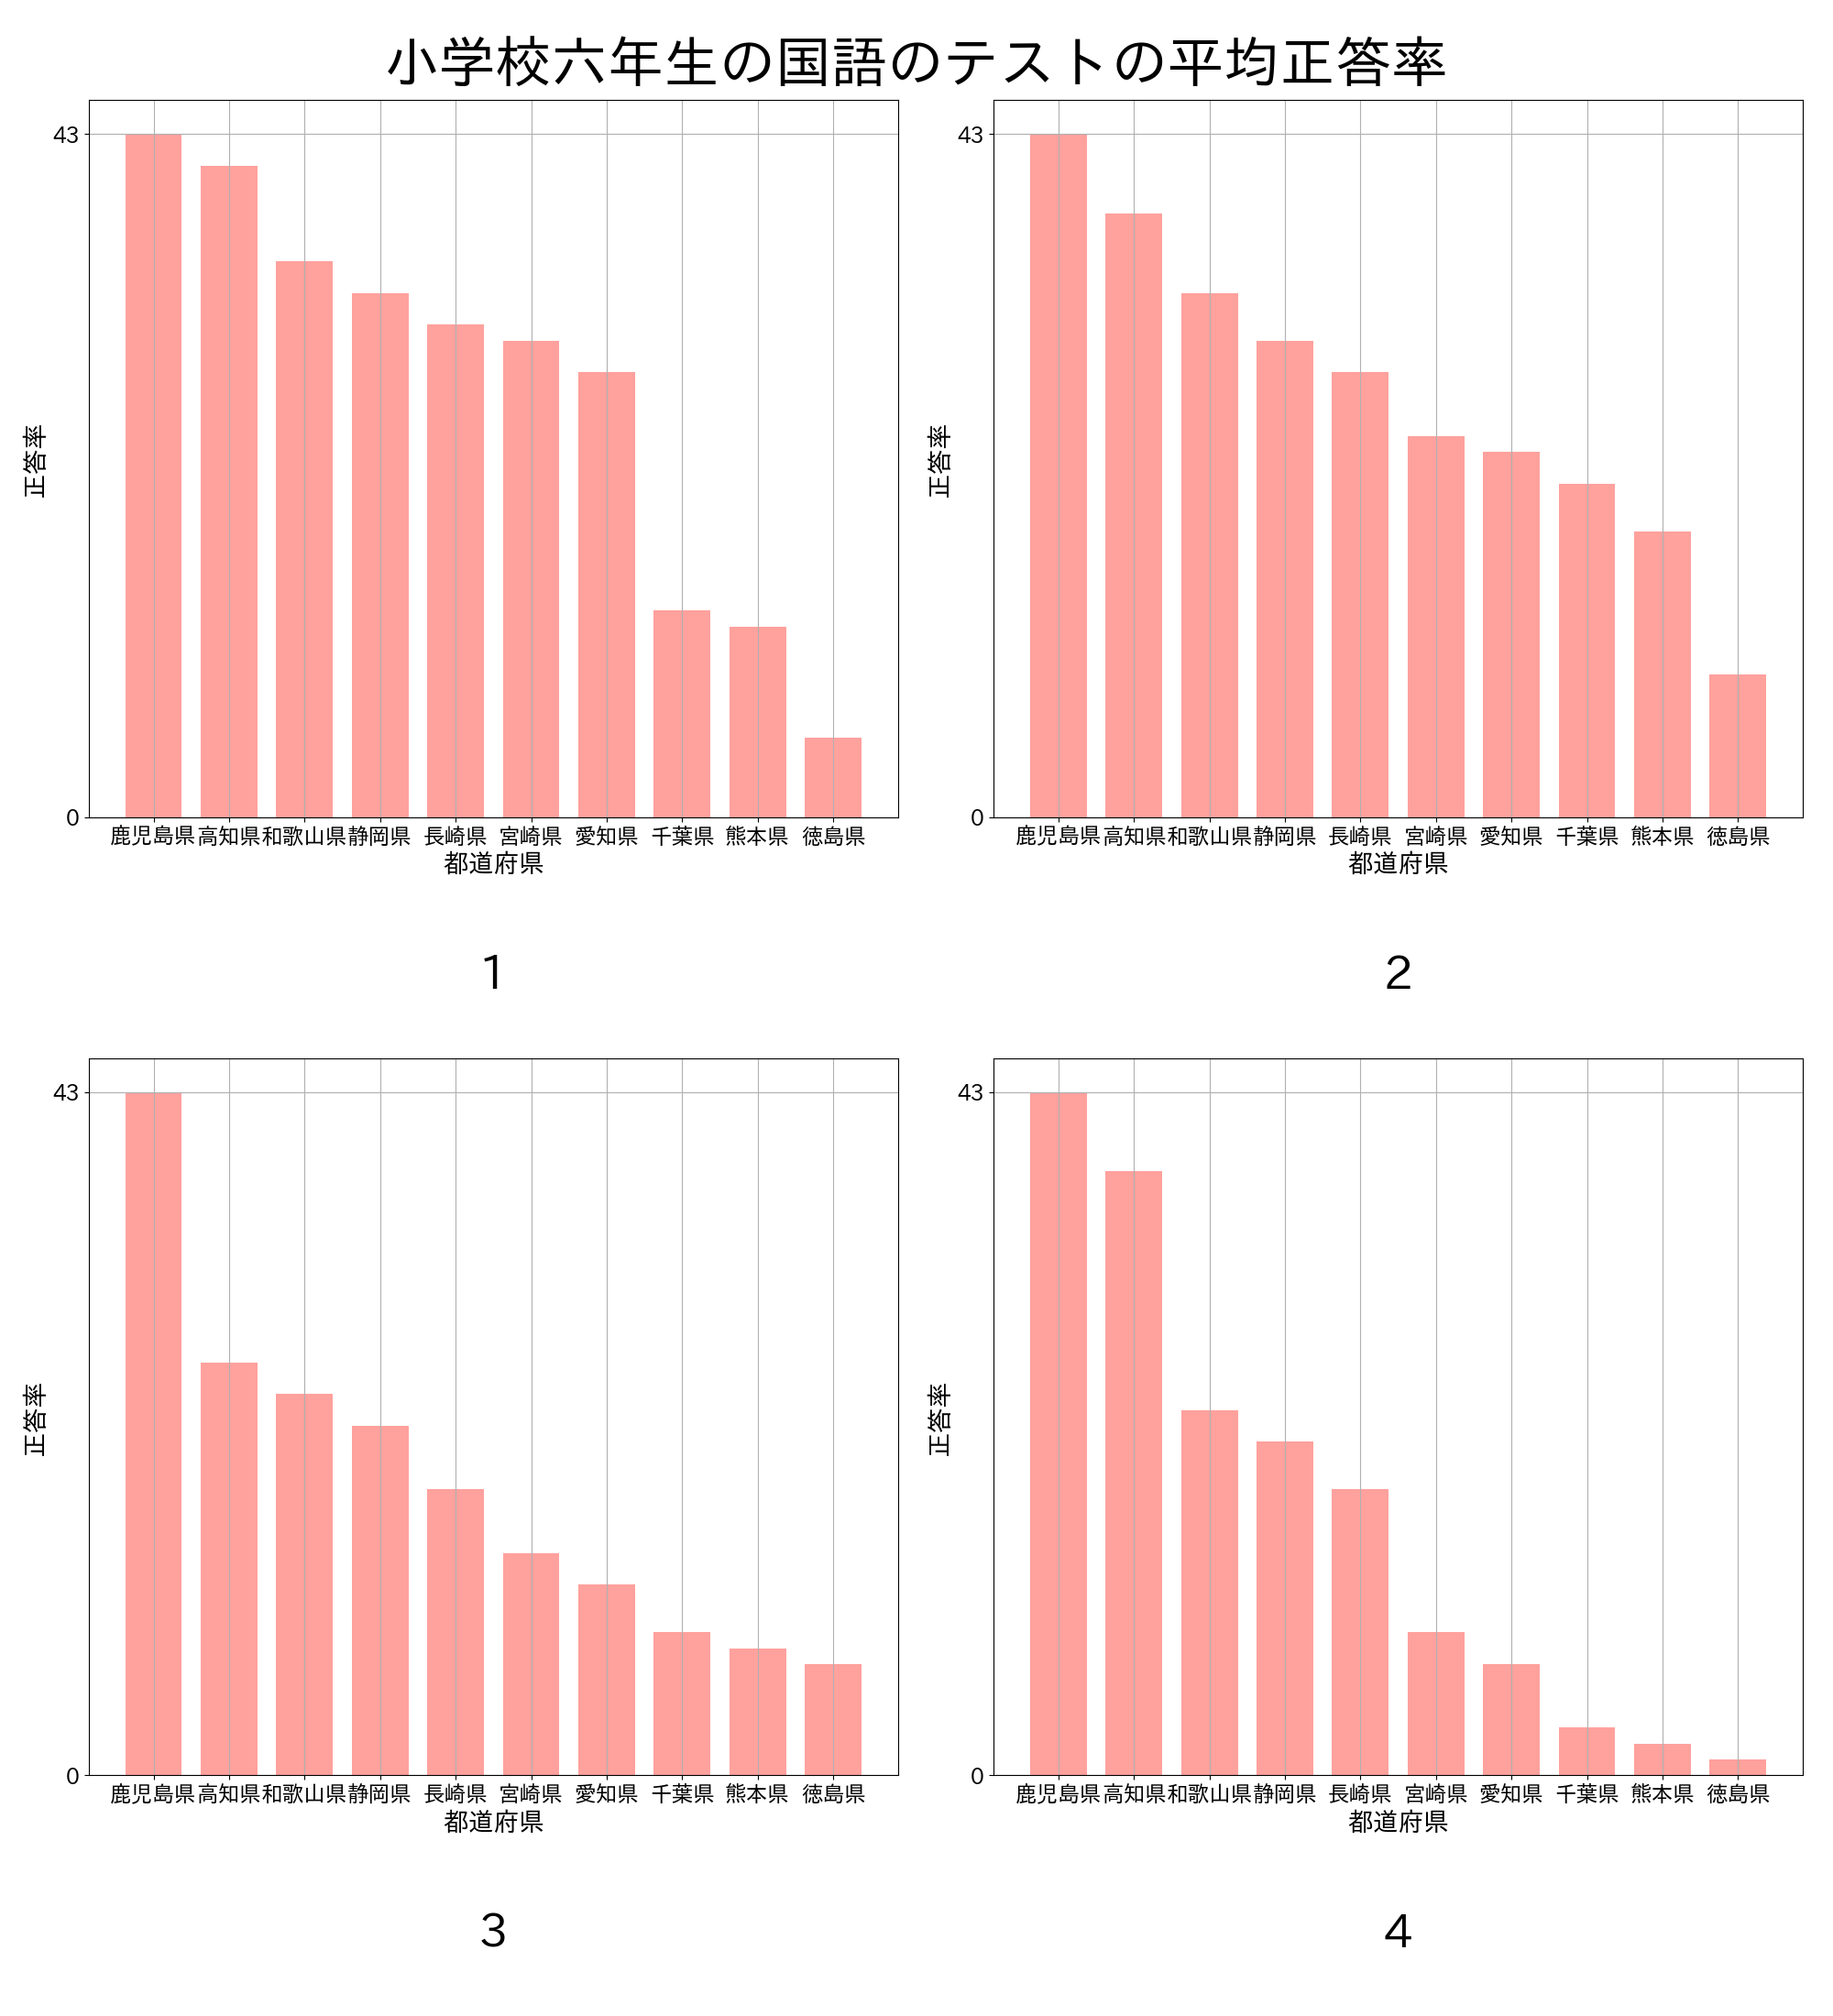 小学校六年生の国語のテストの平均正答率
43
0
正答率
鹿児島県 高知県 和歌山県 静岡県 長崎県 宮崎県 愛知県 千葉県 熊本県 徳島県
都道府県
1
43
0
正答率
鹿児島県 高知県 和歌山県 静岡県 長崎県 宮崎県 愛知県 千葉県 熊本県 徳島県
都道府県
2
43
0
正答率
鹿児島県 高知県 和歌山県 静岡県 長崎県 宮崎県 愛知県 千葉県 熊本県 徳島県
都道府県
3
43
0
正答率
鹿児島県 高知県 和歌山県 静岡県 長崎県 宮崎県 愛知県 千葉県 熊本県 徳島県
都道府県
4